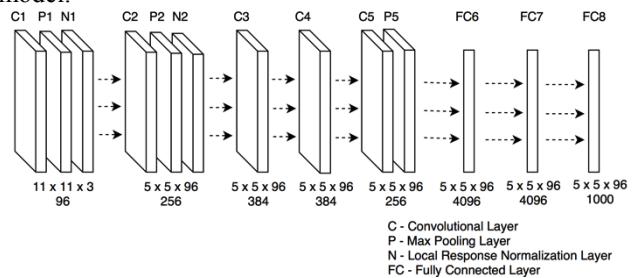 model.
C1 P1 N1 C2 P2 N2 C3 C4 C5 P5 FC6 FC7 FC8
11 x 11 x 3 5 x 5 x 96 5 x 5 x 96 5 x 5 x 96 5 x 5 x 96 5 x 5 x 96 5 x 5 x 96 5 x 5 x 96
96 256 384 384 256 4096 4096 1000
C - Convolutional Layer
P - Max Pooling Layer
N - Local Response Normalization Layer
FC - Fully Connected Layer